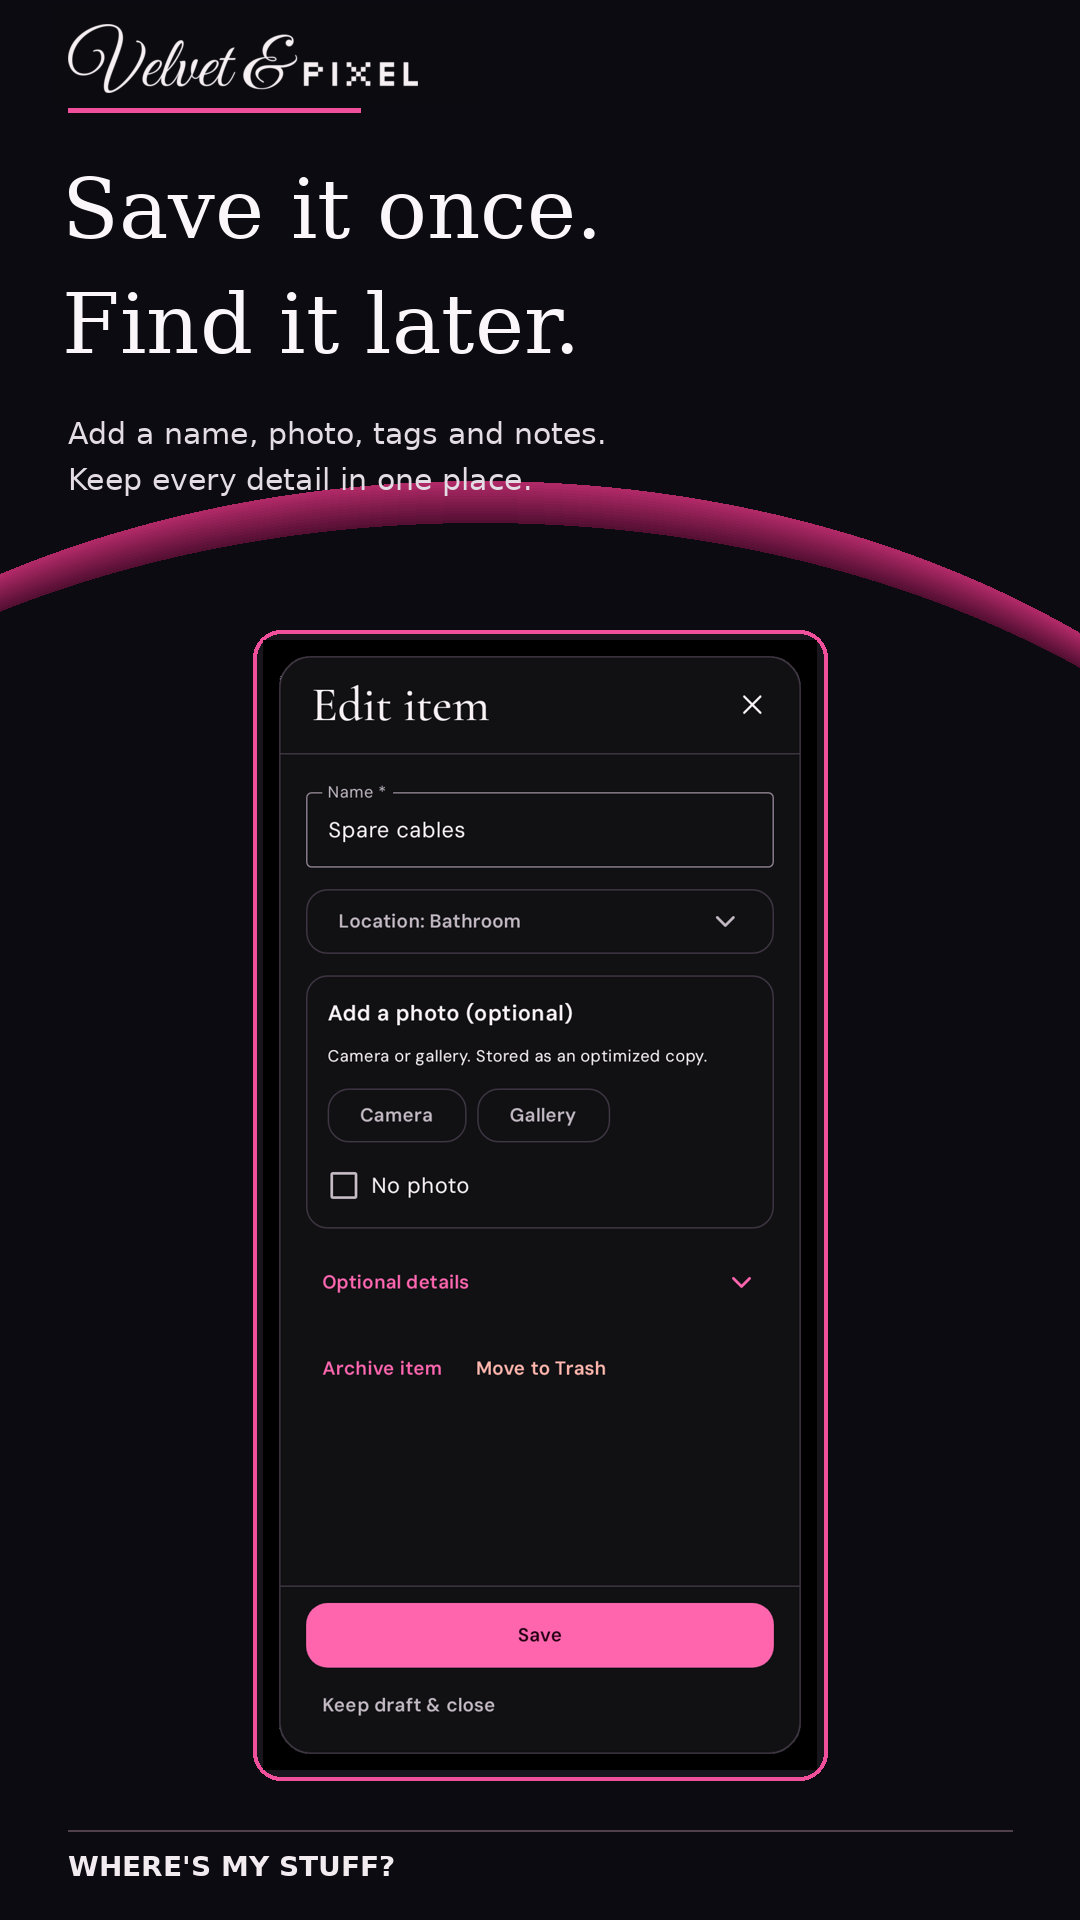 Velvet & PIXEL
Save it once.
Find it later.
Add a name, photo, tags and notes.
Keep every detail in one place.
Edit item
Name *
Spare cables
Location: Bathroom
Add a photo (optional)
Camera or gallery. Stored as an optimized copy.
Camera Gallery
No photo
Optional details
Archive item Move to Trash
Save
Keep draft & close
WHERE'S MY STUFF?